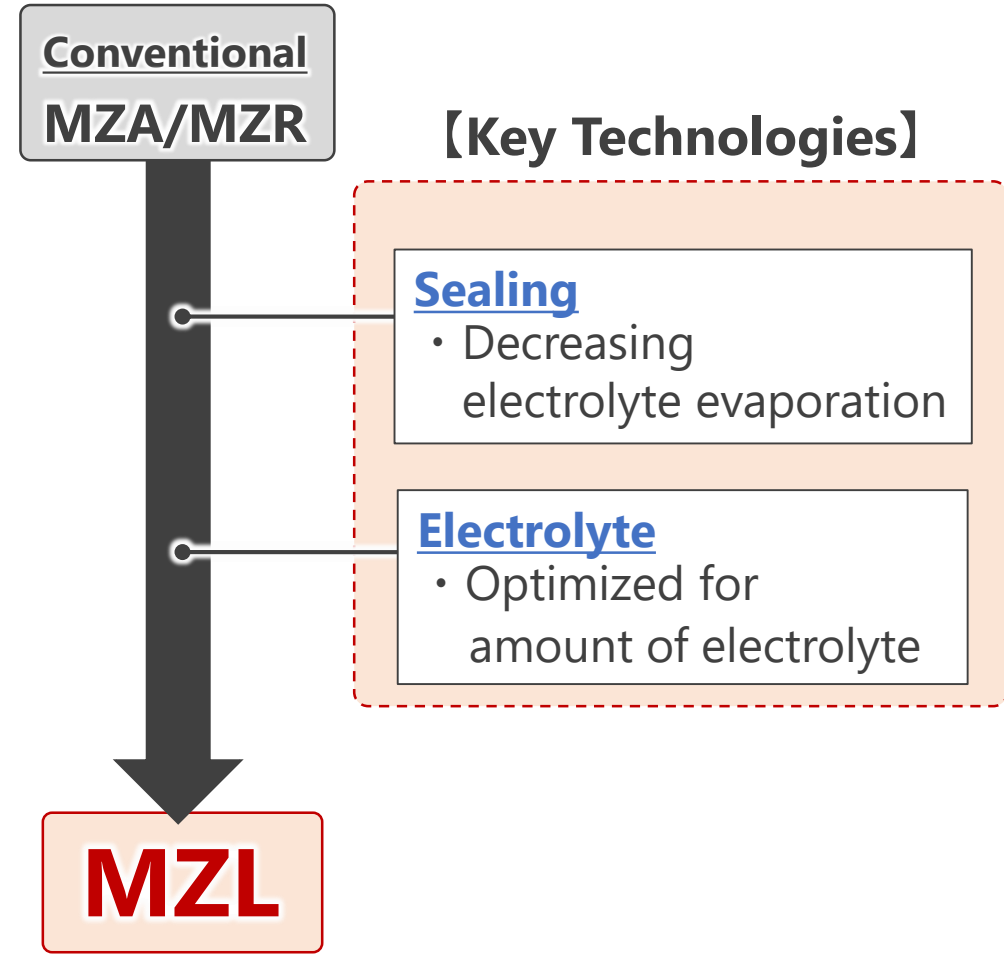 Conventional
MZA/MZR
【Key Technologies】
Sealing
・Decreasing
electrolyte evaporation
Electrolyte
・Optimized for
amount of electrolyte
MZL